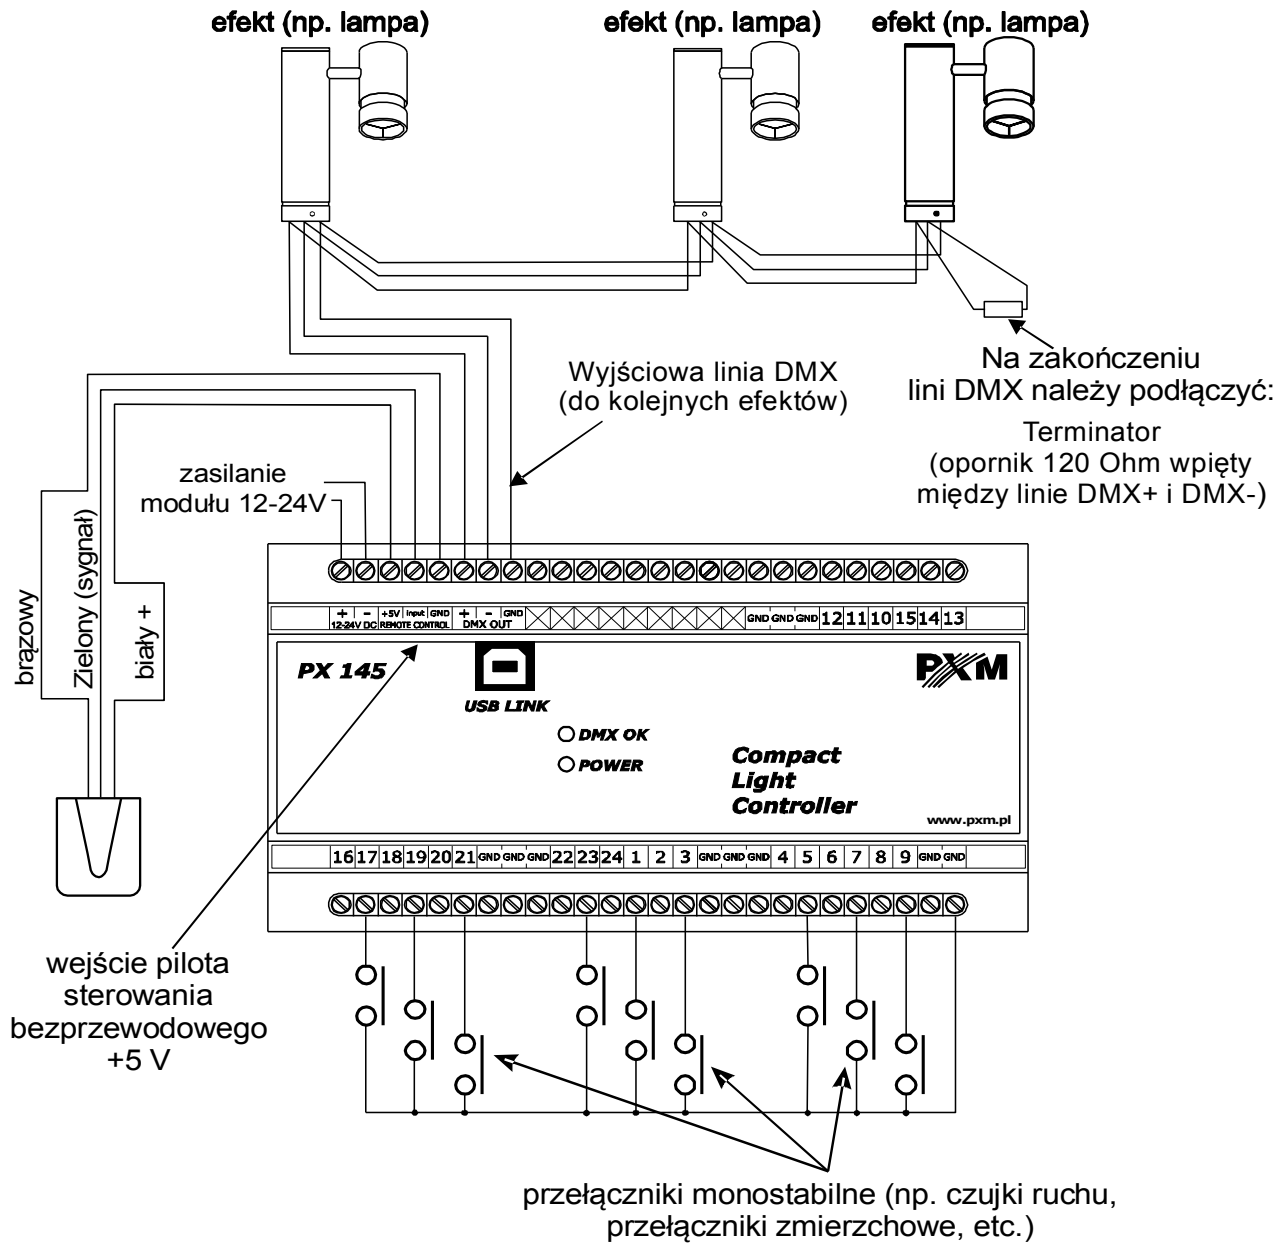 efekt (np. lampa)
efekt (np. lampa)
efekt (np. lampa)
Wyjściowa linia DMX
(do kolejnych efektów)
Na zakończeniu
lini DMX należy podłączyć:
Terminator
(opornik 120 Ohm wpięty
między linie DMX+ i DMX-)
zasilanie
modułu 12-24V
brązowy
Zielony (sygnał)
biały +
+ - +5V Input GND + - GND GND GND GND 12 11 10 15 14 13
12-24V DC REMOTE CONTROL DMX OUT
PX 145
USB LINK
PXM
DMX OK
POWER
Compact
Light
Controller
www.pxm.pl
16 17 18 19 20 21 GND GND GND 22 23 24 1 2 3 GND GND GND 4 5 6 7 8 9 GND GND
wejście pilota
sterowania
bezprzewodowego
+5 V
przełączniki monostabilne (np. czujki ruchu,
przełączniki zmierzchowe, etc.)